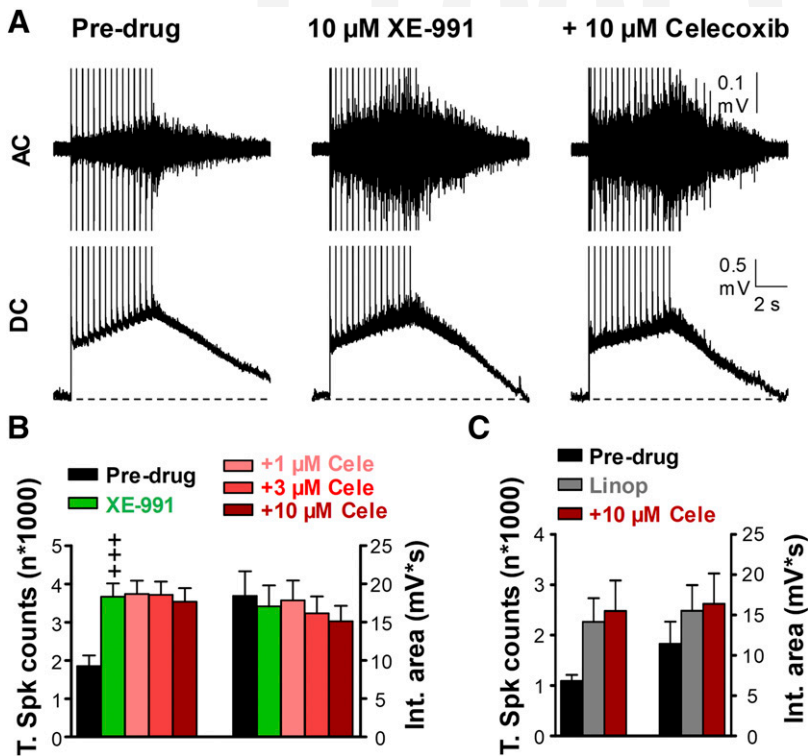 A
Pre-drug
10 µM XE-991
+ 10 µM Celecoxib
AC
0.1
mV
DC
0.5
mV
2 s
B
Pre-drug
XE-991
+1 µM Cele
+3 µM Cele
+10 µM Cele
T. Spk counts (n*1000)
5
4
3
2
1
0
+++
25
20
15
10
5
0
Int. area (mV*s)
C
Pre-drug
Linop
+10 µM Cele
T. Spk counts (n*1000)
4
3
2
1
0
25
20
15
10
5
0
Int. area (mV*s)